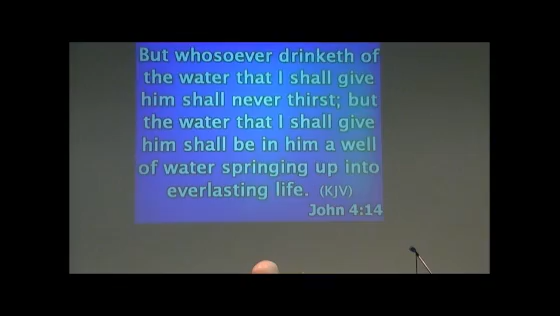 But whosoever drinketh of
the water that I shall give
him shall never thirst; but
the water that I shall give
him shall be in him a well
of water springing up into
everlasting life. (KJV)
John 4:14